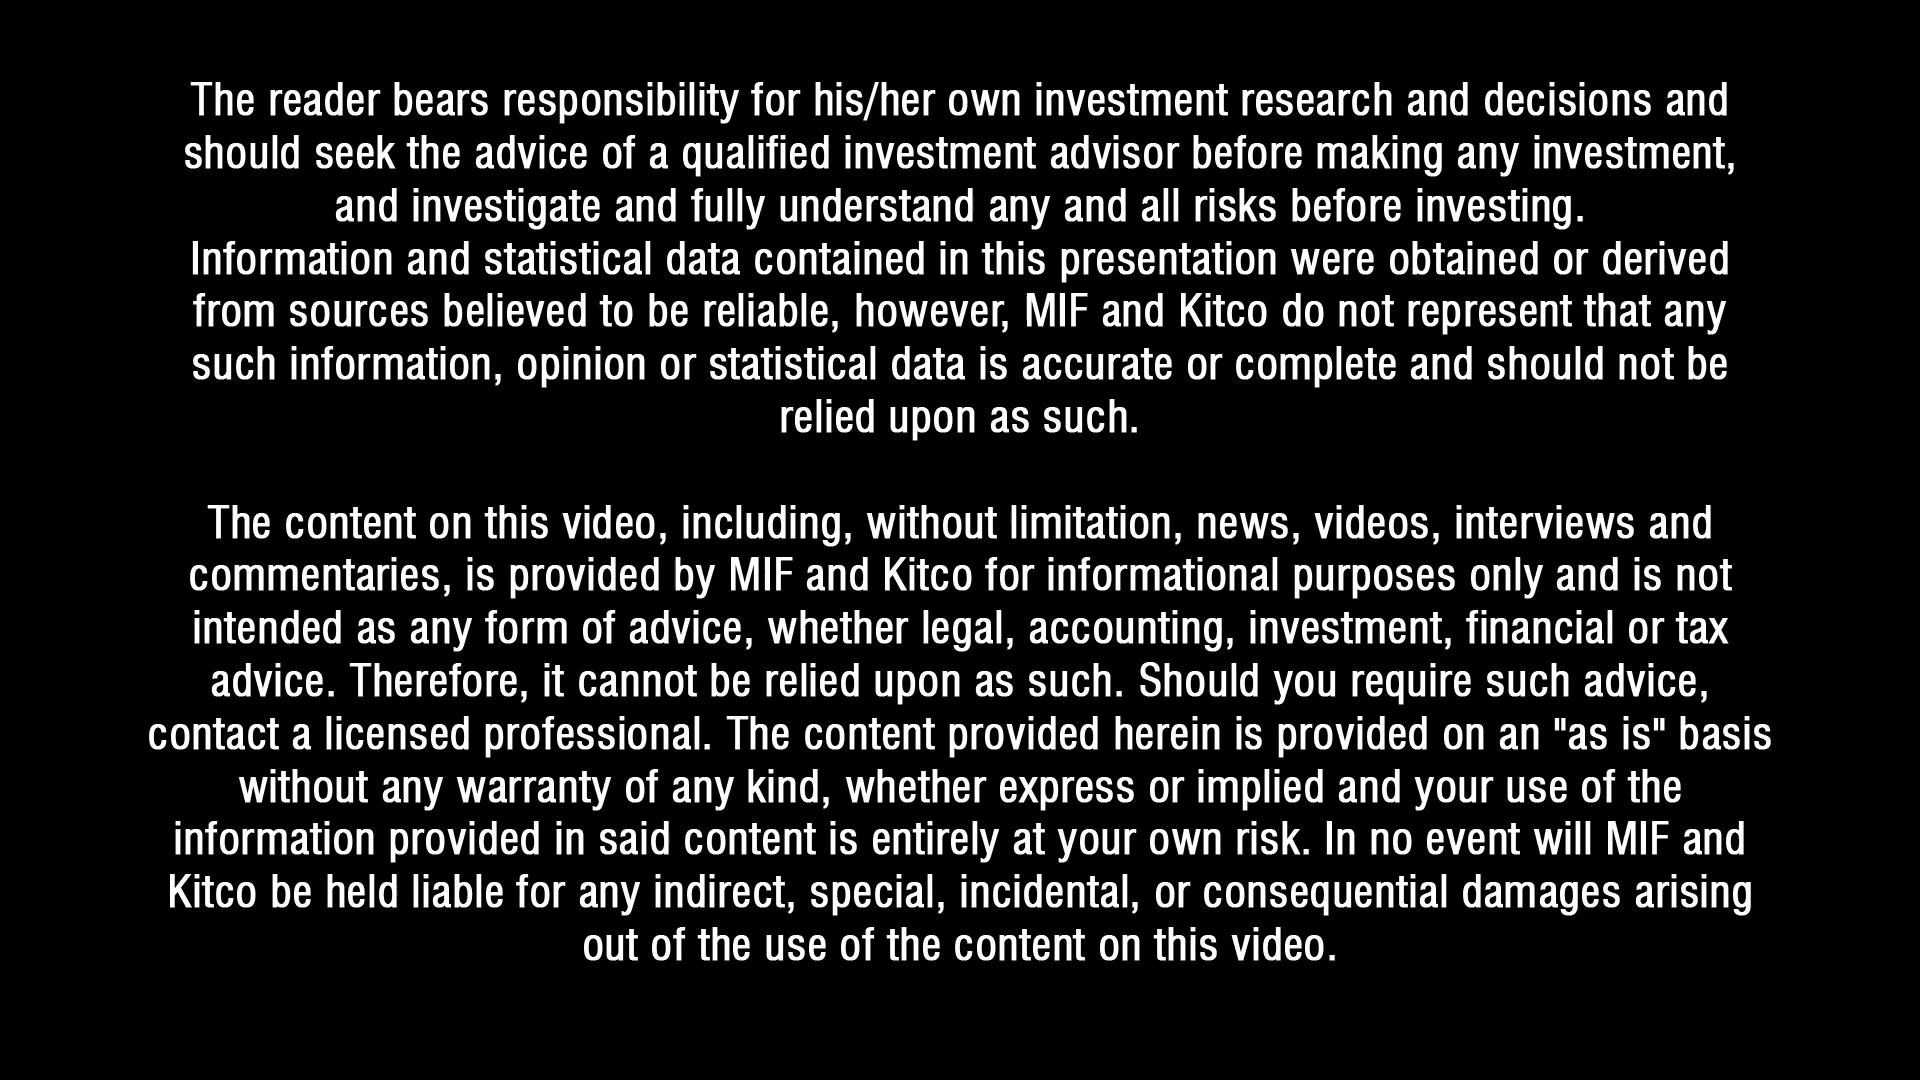 The reader bears responsibility for his/her own investment research and decisions and
should seek the advice of a qualified investment advisor before making any investment,
and investigate and fully understand any and all risks before investing.
Information and statistical data contained in this presentation were obtained or derived
from sources believed to be reliable, however, MIF and Kitco do not represent that any
such information, opinion or statistical data is accurate or complete and should not be
relied upon as such.
The content on this video, including, without limitation, news, videos, interviews and
commentaries, is provided by MIF and Kitco for informational purposes only and is not
intended as any form of advice, whether legal, accounting, investment, financial or tax
advice. Therefore, it cannot be relied upon as such. Should you require such advice,
contact a licensed professional. The content provided herein is provided on an "as is" basis
without any warranty of any kind, whether express or implied and your use of the
information provided in said content is entirely at your own risk. In no event will MIF and
Kitco be held liable for any indirect, special, incidental, or consequential damages arising
out of the use of the content on this video.